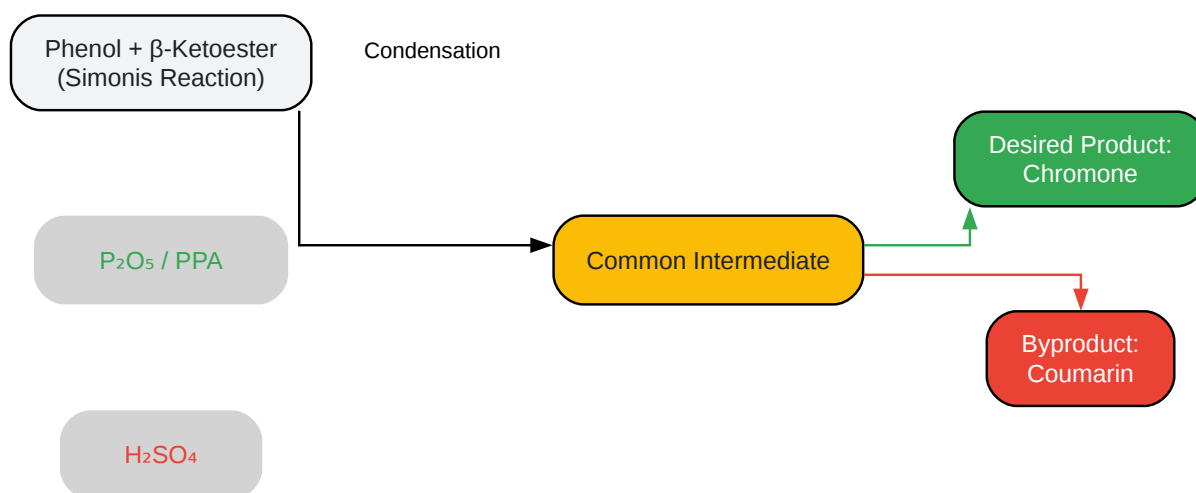 Phenol + β-Ketoester
(Simonis Reaction)
Condensation
Desired Product:
Chromone
P₂O₅ / PPA
Common Intermediate
Byproduct:
Coumarin
H₂SO₄